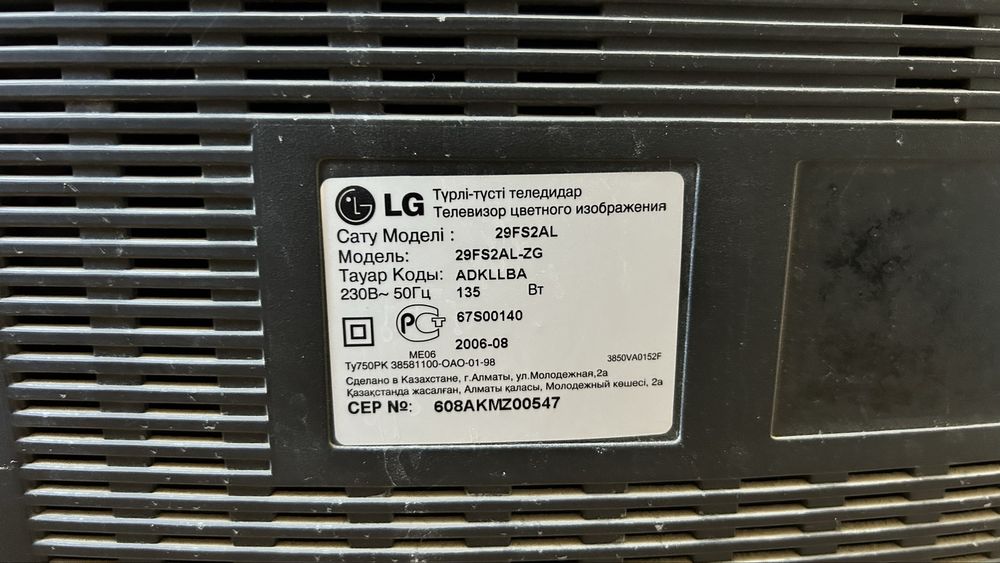 LG Түрлі-түсті теледидар
Телевизор цветного изображения
Сату Моделі : 29FS2AL
Модель: 29FS2AL-ZG
Тауар Коды: ADKLLBA
230В~ 50Гц 135 Вт
РСТ 67S00140
2006-08
ME06
Ту750РК 38581100-ОАО-01-98 3850VA0152F
Сделано в Казахстане, г.Алматы, ул.Молодежная,2а
Қазақстанда жасалған, Алматы қаласы, Молодежный көшесі, 2а
СЕР №: 608AKMZ00547